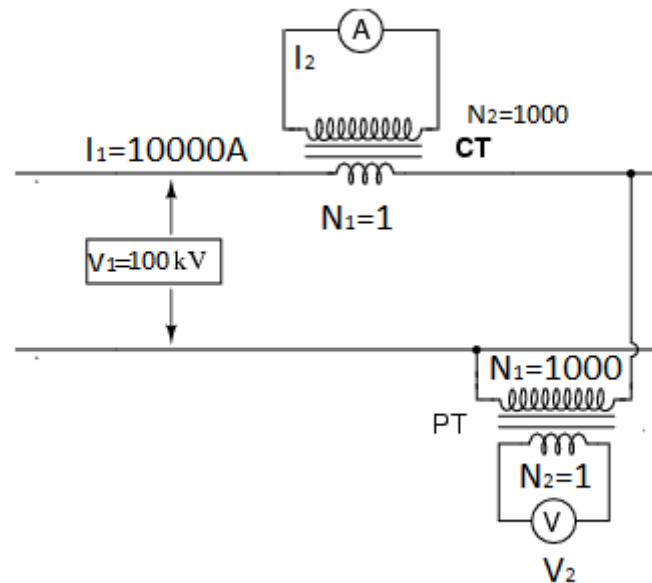 A
I₂
N₂=1000
CT
I₁=10000A
N₁=1
V₁=100 kV
N₁=1000
PT
N₂=1
V
V₂